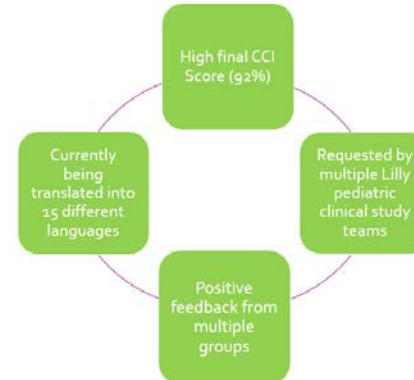 High final CCI
Score (92%)
Requested by
multiple Lilly
pediatric
clinical study
teams
Positive
feedback from
multiple
groups
Currently
being
translated into
15 different
languages